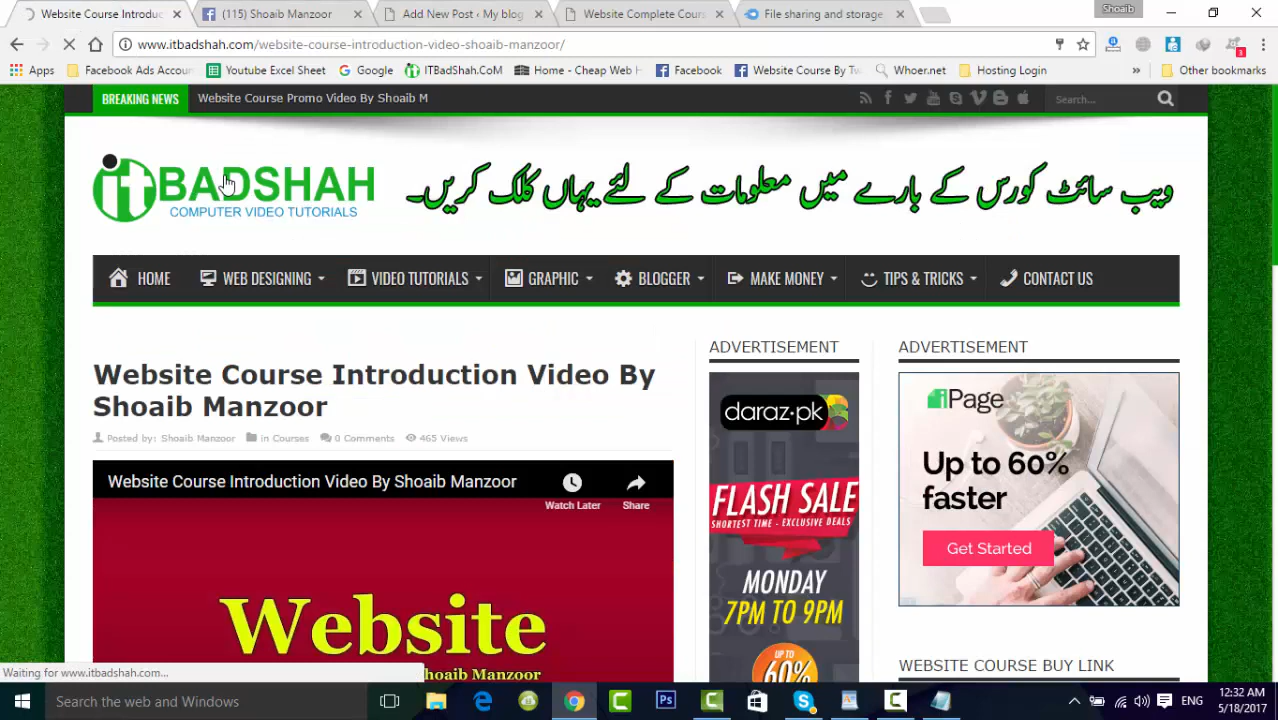 Website Course Introduc
(115) Shoaib Manzoor
Add New Post ‹ My blog
Website Complete Cours
File sharing and storage
Shoaib
www.itbadshah.com/website-course-introduction-video-shoaib-manzoor/
Apps
Facebook Ads Accoun
Youtube Excel Sheet
Google
ITBadShah.CoM
Home - Cheap Web H
Facebook
Website Course By Tw
Whoer.net
Hosting Login
»
Other bookmarks
BREAKING NEWS
Website Course Promo Video By Shoaib M
Search...
itBADSHAH
COMPUTER VIDEO TUTORIALS
ویب سائٹ کورس کے بارے میں معلومات کے لئے یہاں کلک کریں۔
HOME
WEB DESIGNING
VIDEO TUTORIALS
GRAPHIC
BLOGGER
MAKE MONEY
TIPS & TRICKS
CONTACT US
Website Course Introduction Video By
Shoaib Manzoor
Posted by: Shoaib Manzoor
in Courses
0 Comments
465 Views
Website Course Introduction Video By Shoaib Manzoor
Watch Later
Share
Website
Shoaib Manzoor
ADVERTISEMENT
daraz.pk
FLASH SALE
SHORTEST TIME - EXCLUSIVE DEALS
MONDAY
7PM TO 9PM
UP TO
60%
ADVERTISEMENT
iPage
Up to 60%
faster
Get Started
WEBSITE COURSE BUY LINK
Waiting for www.itbadshah.com...
Search the web and Windows
Ps
ENG
12:32 AM
5/18/2017